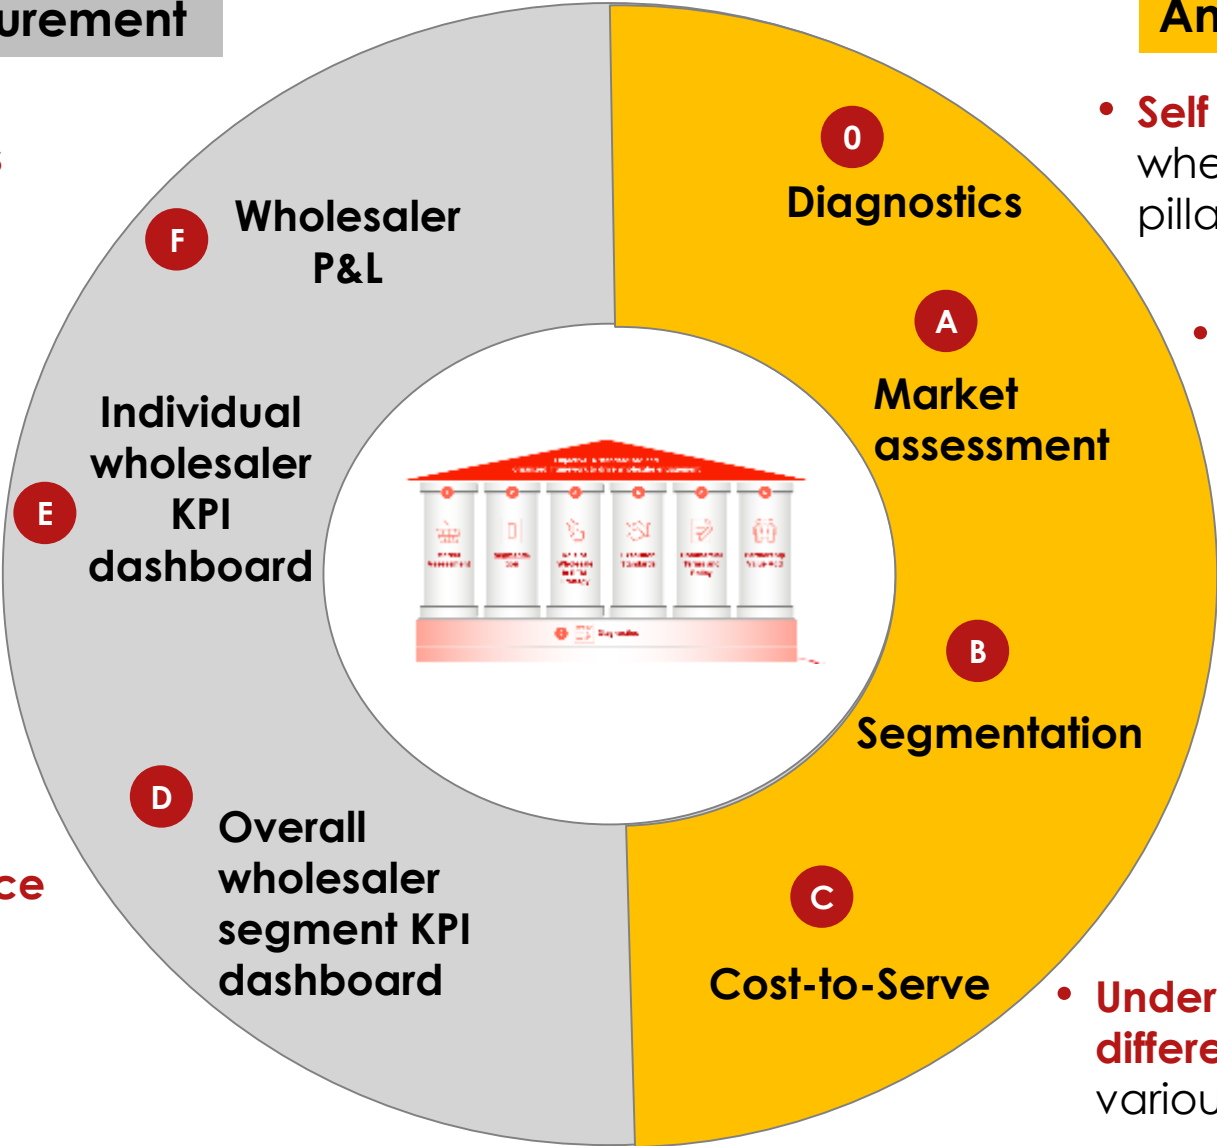 urement
An
s
F
Wholesaler
P&L
0
Diagnostics
• Self
whe
pilla
A
Market
assessment
•
E
Individual
wholesaler
KPI
dashboard
B
Segmentation
D
Overall
wholesaler
segment KPI
dashboard
ce
C
Cost-to-Serve
• Under
differe
variou
Diagnostics